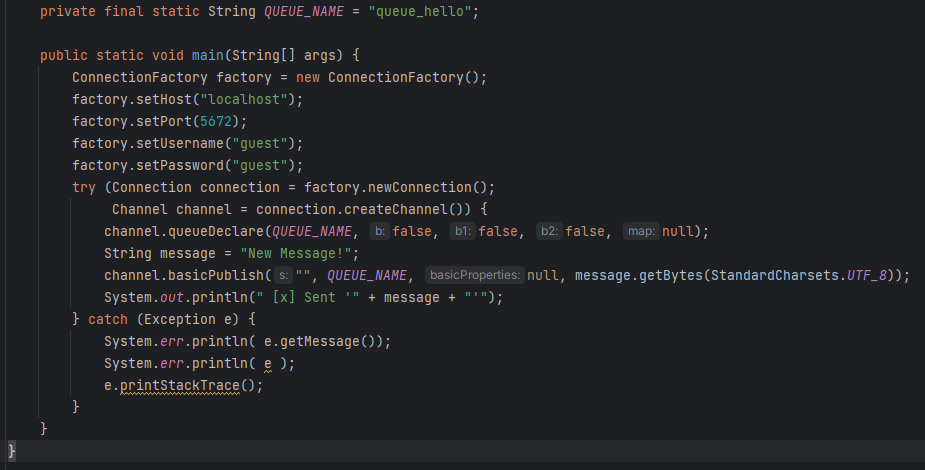 private final static String QUEUE_NAME = "queue_hello";
public static void main(String[] args) {
ConnectionFactory factory = new ConnectionFactory();
factory.setHost("localhost");
factory.setPort(5672);
factory.setUsername("guest");
factory.setPassword("guest");
try (Connection connection = factory.newConnection();
Channel channel = connection.createChannel()) {
channel.queueDeclare(QUEUE_NAME, b: false, b1: false, b2: false, map: null);
String message = "New Message!";
channel.basicPublish( s: "", QUEUE_NAME, basicProperties: null, message.getBytes(StandardCharsets.UTF_8));
System.out.println(" [x] Sent '" + message + "'");
} catch (Exception e) {
System.err.println( e.getMessage());
System.err.println( e );
e.printStackTrace();
}
}
}